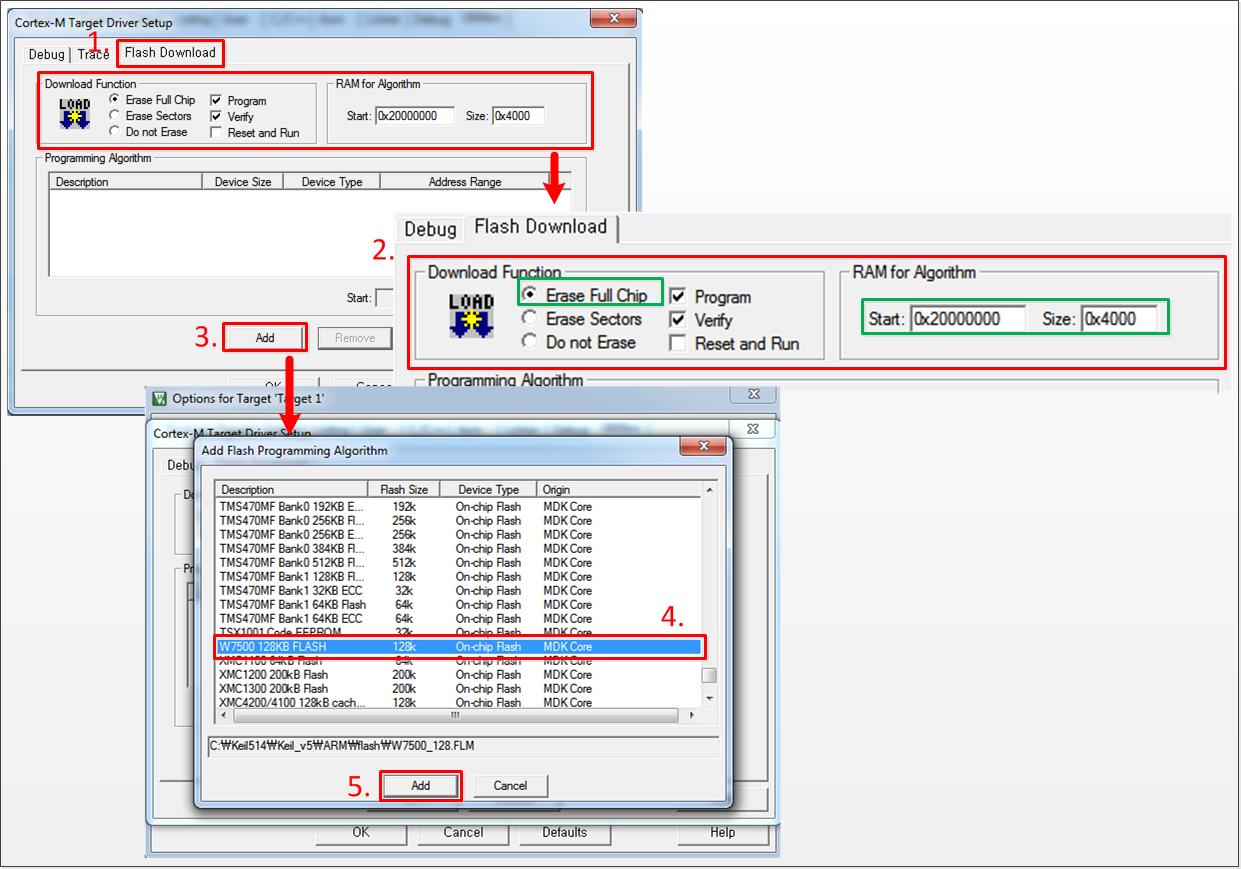 Cortex-M Target Driver Setup
1.
Debug Trace Flash Download
Download Function
LOAD
Erase Full Chip
Erase Sectors
Do not Erase
Program
Verify
Reset and Run
RAM for Algorithm
Start: 0x20000000 Size: 0x4000
Programming Algorithm
Description Device Size Device Type Address Range
Start:
3.
Add Remove
2.
Debug Flash Download
Download Function
LOAD
Erase Full Chip
Erase Sectors
Do not Erase
Program
Verify
Reset and Run
RAM for Algorithm
Start: 0x20000000 Size: 0x4000
Programming Algorithm
Options for Target 'Target 1'
Cortex-M Target Driver Setup
Add Flash Programming Algorithm
Description Flash Size Device Type Origin
TMS470MF Bank0 192KB E... 192k On-chip Flash MDK Core
TMS470MF Bank0 256KB Fl... 256k On-chip Flash MDK Core
TMS470MF Bank0 256KB E... 256k On-chip Flash MDK Core
TMS470MF Bank0 384KB Fl... 384k On-chip Flash MDK Core
TMS470MF Bank0 512KB Fl... 512k On-chip Flash MDK Core
TMS470MF Bank1 128KB Fl... 128k On-chip Flash MDK Core
TMS470MF Bank1 32KB ECC 32k On-chip Flash MDK Core
TMS470MF Bank1 64KB Flash 64k On-chip Flash MDK Core
TMS470MF Bank1 64KB ECC 64k On-chip Flash MDK Core
TSX1001 Code EEPROM 32k On-chip Flash MDK Core
4.
W7500 128KB FLASH 128k On-chip Flash MDK Core
XMC1100 64kB Flash 64k On-chip Flash MDK Core
XMC1200 200kB Flash 200k On-chip Flash MDK Core
XMC1300 200kB Flash 200k On-chip Flash MDK Core
XMC4200/4100 128kB cach... 128k On-chip Flash MDK Core
C:₩Keil514₩Keil_v5₩ARM₩flash₩W7500_128.FLM
5.
Add Cancel
OK Cancel Defaults Help